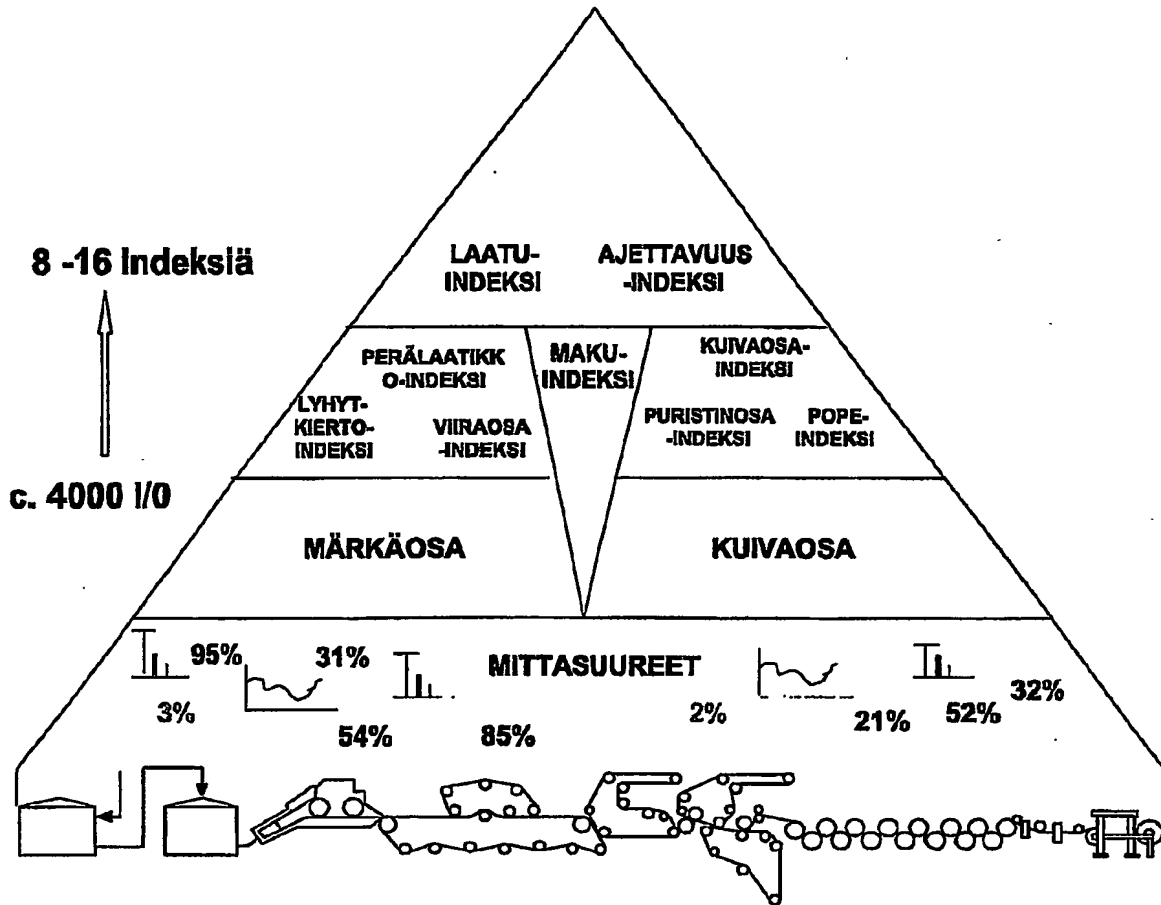 LAATU-
INDEKSI
AJETTAVUUS
-INDEKSI
8 -16 indeksiä
PERÄLAATIKK
O-INDEKSI
MAKU-
INDEKSI
KUIVAOSA-
INDEKSI
LYHYT-
KIERTO-
INDEKSI
VIIRAOSA
-INDEKSI
PURISTINOSA
-INDEKSI
POPE-
INDEKSI
c. 4000 I/0
MÄRKÄOSA
KUIVAOSA
95%
31%
MITTASUUREET
32%
3%
54%
85%
2%
21%
52%